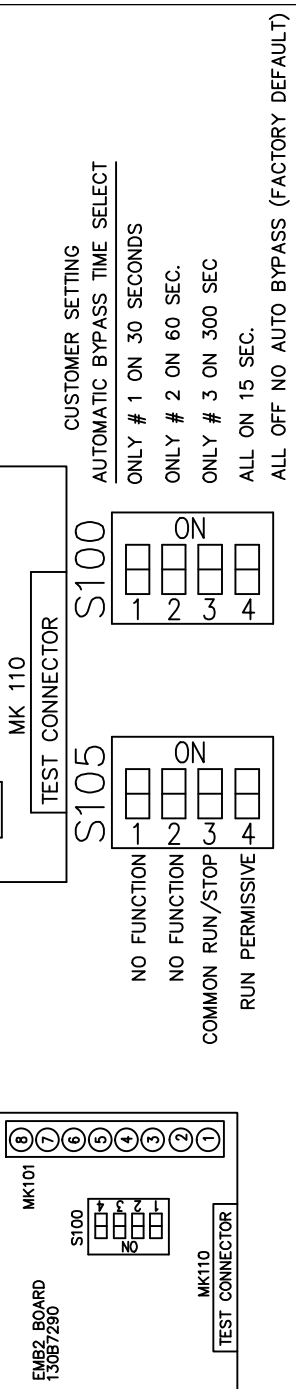 MK 110
TEST CONNECTOR
S105
ON
1
2
3
4
NO FUNCTION
NO FUNCTION
COMMON RUN/STOP
RUN PERMISSIVE
S100
ON
1
2
3
4
CUSTOMER SETTING
AUTOMATIC BYPASS TIME SELECT
ONLY # 1 ON 30 SECONDS
ONLY # 2 ON 60 SEC.
ONLY # 3 ON 300 SEC
ALL ON 15 SEC.
ALL OFF NO AUTO BYPASS (FACTORY DEFAULT)
EMB2 BOARD
130B7290
MK101
8
7
6
5
4
3
2
1
S100
ON
4
3
2
1
MK110
TEST CONNECTOR